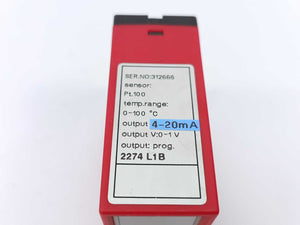 SER.NO:312666
sensor:
Pt.100
temp.range:
0-100 °C
output 4-20mA
output V:0-1V
output: prog.
2274 L1B